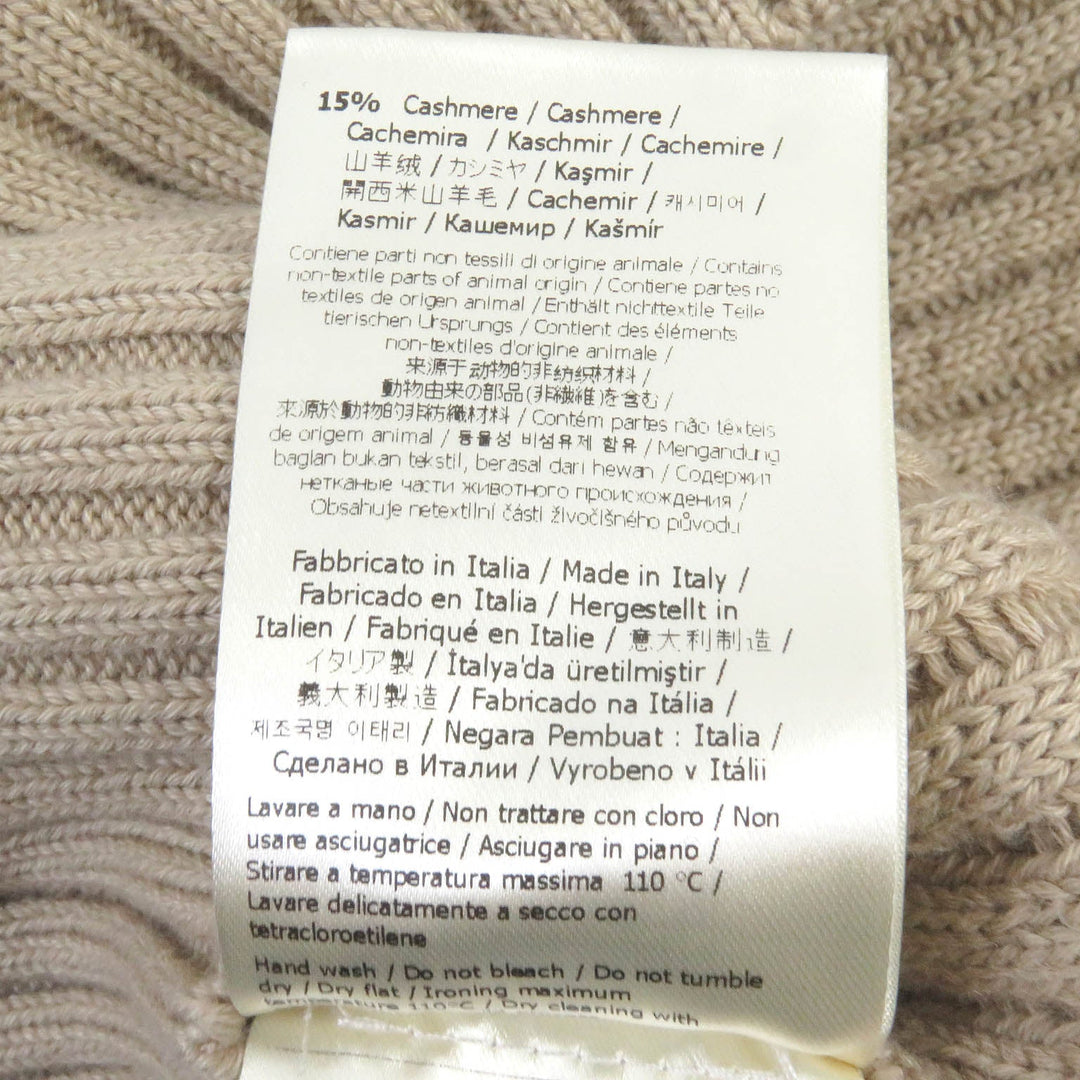 15% Cashmere / Cashmere /
Cachemira / Kaschmir / Cachemire /
山羊绒 / カシミヤ / Kaşmir /
開西米山羊毛 / Cachemir / 캐시미어 /
Kasmir / Кашемир / Kašmír
Contiene parti non tessili di origine animale / Contains
non-textile parts of animal origin / Contiene partes no
textiles de origen animal / Enthält nichttextile Teile
tierischen Ursprungs / Contient des éléments
non-textiles d'origine animale /
来源于动物的非纺织材料 /
動物由来の部品(非繊維)を含む /
來源於動物的非紡織材料 / Contém partes não têxteis
de origem animal / 동물성 비섬유제 함유 / Mengandung
bagian bukan tekstil, berasal dari hewan / Содержит
нетканые части животного происхождения /
Obsahuje netextilní části živočišného původu
Fabbricato in Italia / Made in Italy /
Fabricado en Italia / Hergestellt in
Italien / Fabriqué en Italie / 意大利制造 /
イタリア製 / İtalya'da üretilmiştir /
義大利製造 / Fabricado na Itália /
제조국명 이태리 / Negara Pembuat : Italia /
Сделано в Италии / Vyrobeno v Itálii
Lavare a mano / Non trattare con cloro / Non
usare asciugatrice / Asciugare in piano /
Stirare a temperatura massima 110 °C /
Lavare delicatamente a secco con
tetracloroetilene
Hand wash / Do not bleach / Do not tumble
dry / Dry flat / Ironing maximum
temperature 110°C / Dry cleaning with